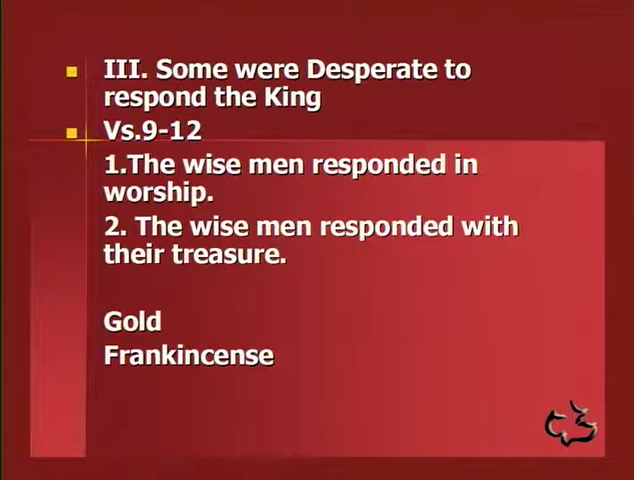 III. Some were Desperate to
respond the King
Vs.9-12
1.The wise men responded in
worship.
2. The wise men responded with
their treasure.
Gold
Frankincense